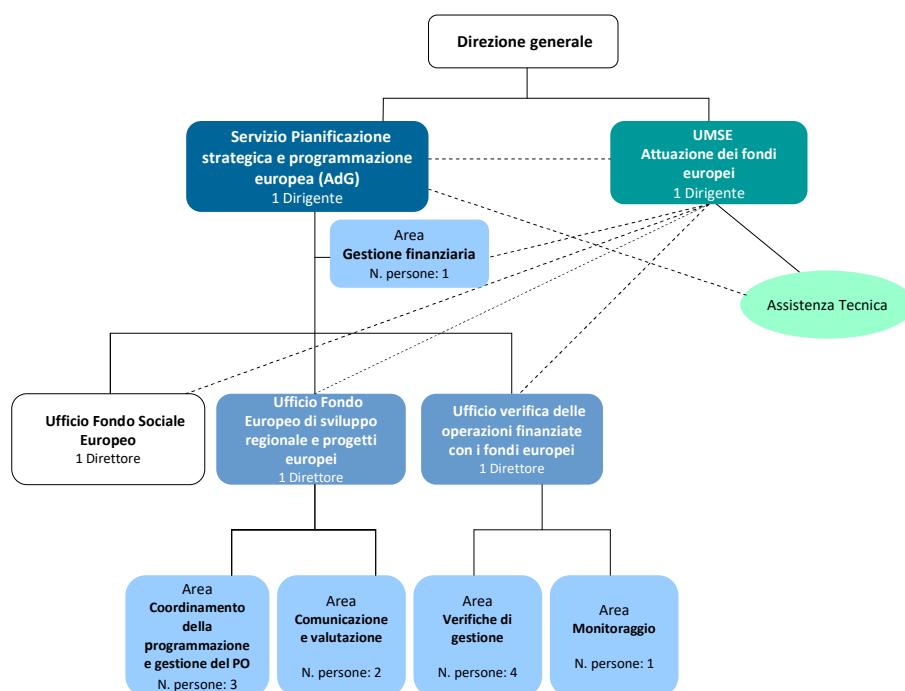 Direzione generale
Servizio Pianificazione
strategica e programmazione
europea (AdG)
1 Dirigente
UMSE
Attuazione dei fondi
europei
1 Dirigente
Area
Gestione finanziaria
N. persone: 1
Assistenza Tecnica
Ufficio Fondo Sociale
Europeo
1 Direttore
Ufficio Fondo
Europeo di sviluppo
regionale e progetti
europei
1 Direttore
Ufficio verifica delle
operazioni finanziate
con i fondi europei
1 Direttore
Area
Coordinamento
della
programmazione
e gestione del PO
N. persone: 3
Area
Comunicazione
e valutazione
N. persone: 2
Area
Verifiche di
gestione
N. persone: 4
Area
Monitoraggio
N. persone: 1